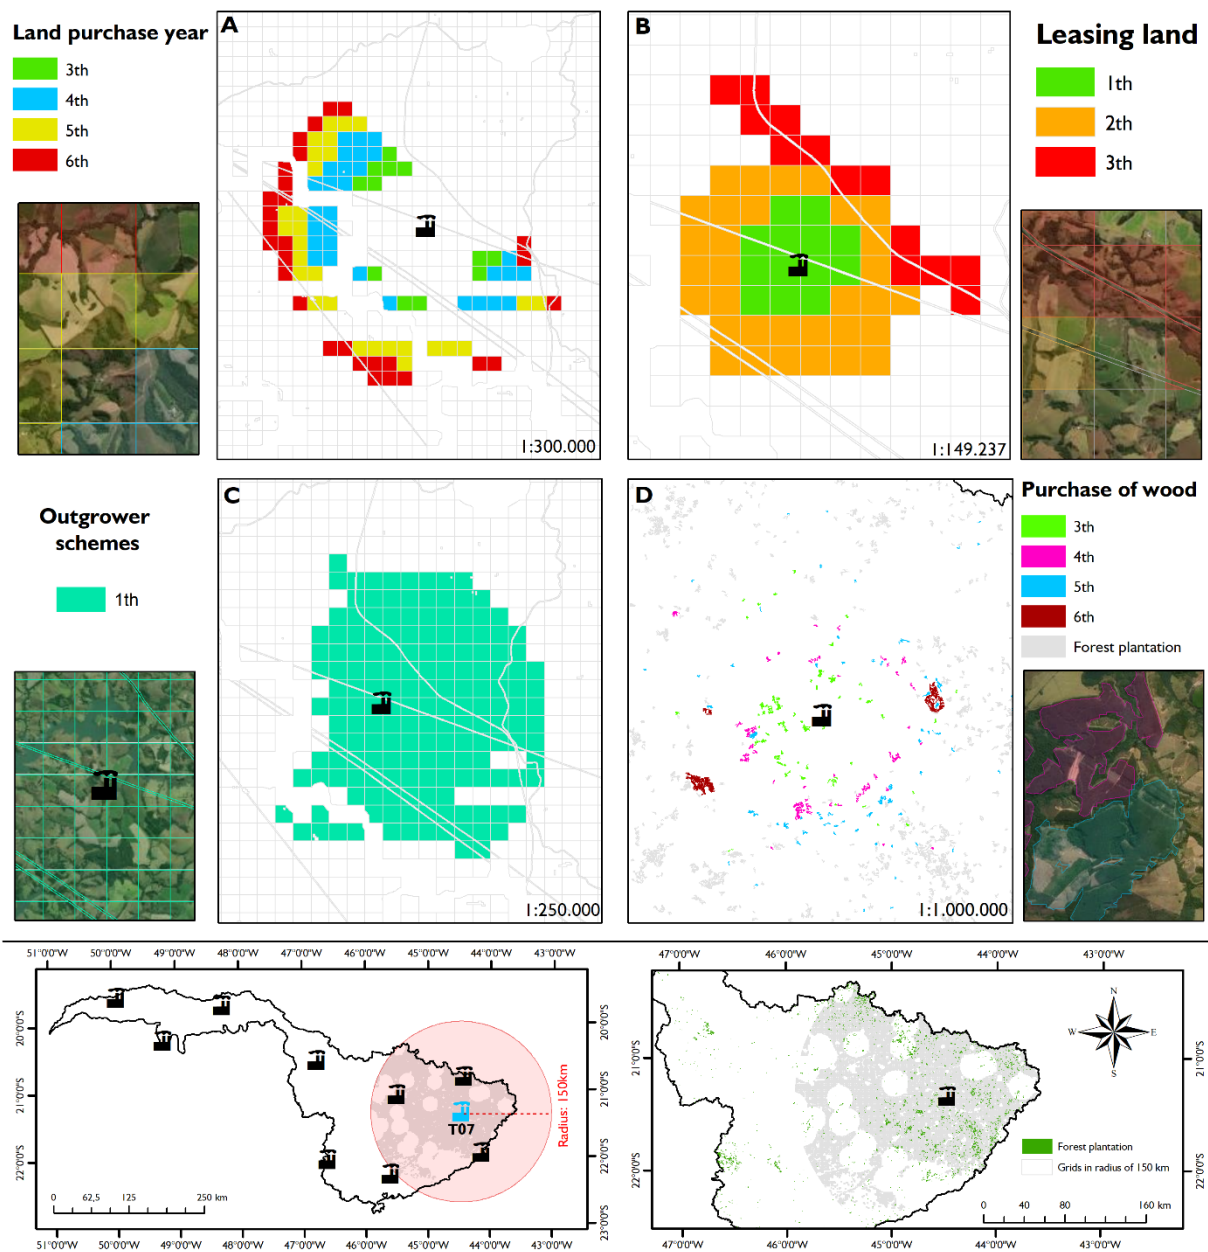 Land purchase year
3th
4th
5th
6th
A
1:300.000
B
1:149.237
Leasing land
1th
2th
3th
Outgrower
schemes
1th
C
1:250.000
D
1:1.000.000
Purchase of wood
3th
4th
5th
6th
Forest plantation
51°0'0"W 50°0'0"W 49°0'0"W 48°0'0"W 47°0'0"W 46°0'0"W 45°0'0"W 44°0'0"W 43°0'0"W
20°0'0"S 20°0'0"S
21°0'0"S 21°0'0"S
22°0'0"S 22°0'0"S
23°0'0"S
T07
Radius: 150km
0 62,5 125 250 km
51°0'0"W 50°0'0"W 49°0'0"W 48°0'0"W 47°0'0"W 46°0'0"W 45°0'0"W 44°0'0"W 43°0'0"W
47°0'0"W 46°0'0"W 45°0'0"W 44°0'0"W 43°0'0"W
N
W E
S
21°0'0"S 21°0'0"S
22°0'0"S 22°0'0"S
Forest plantation
Grids in radius of 150 km
0 40 80 160 km
47°0'0"W 46°0'0"W 45°0'0"W 44°0'0"W 43°0'0"W